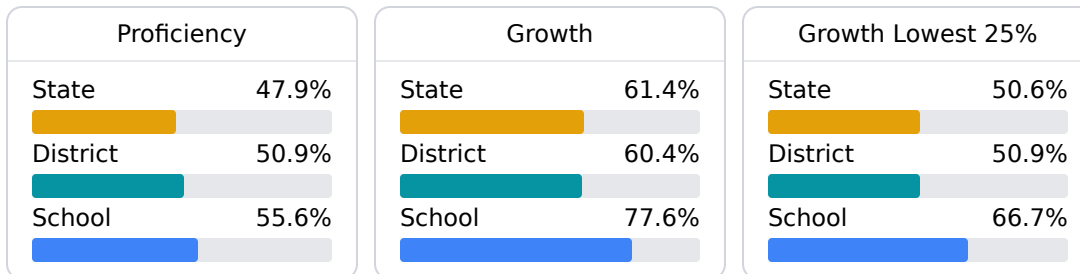 Proficiency
State 47.9%
District 50.9%
School 55.6%
Growth
State 61.4%
District 60.4%
School 77.6%
Growth Lowest 25%
State 50.6%
District 50.9%
School 66.7%